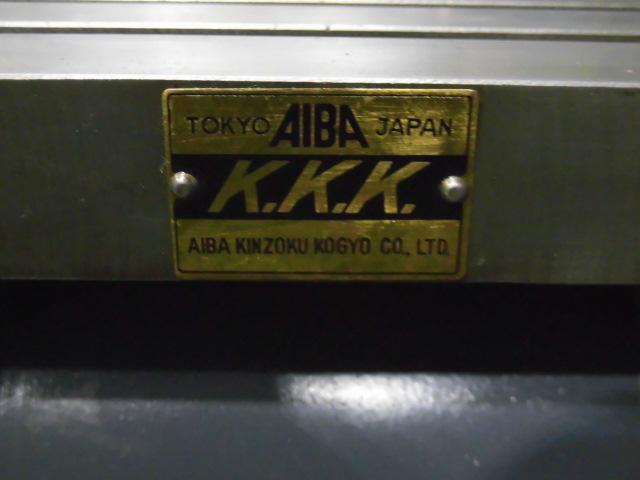 TOKYO AIBA JAPAN
K.K.K.
AIBA KINZOKU KOGYO CO., LTD.